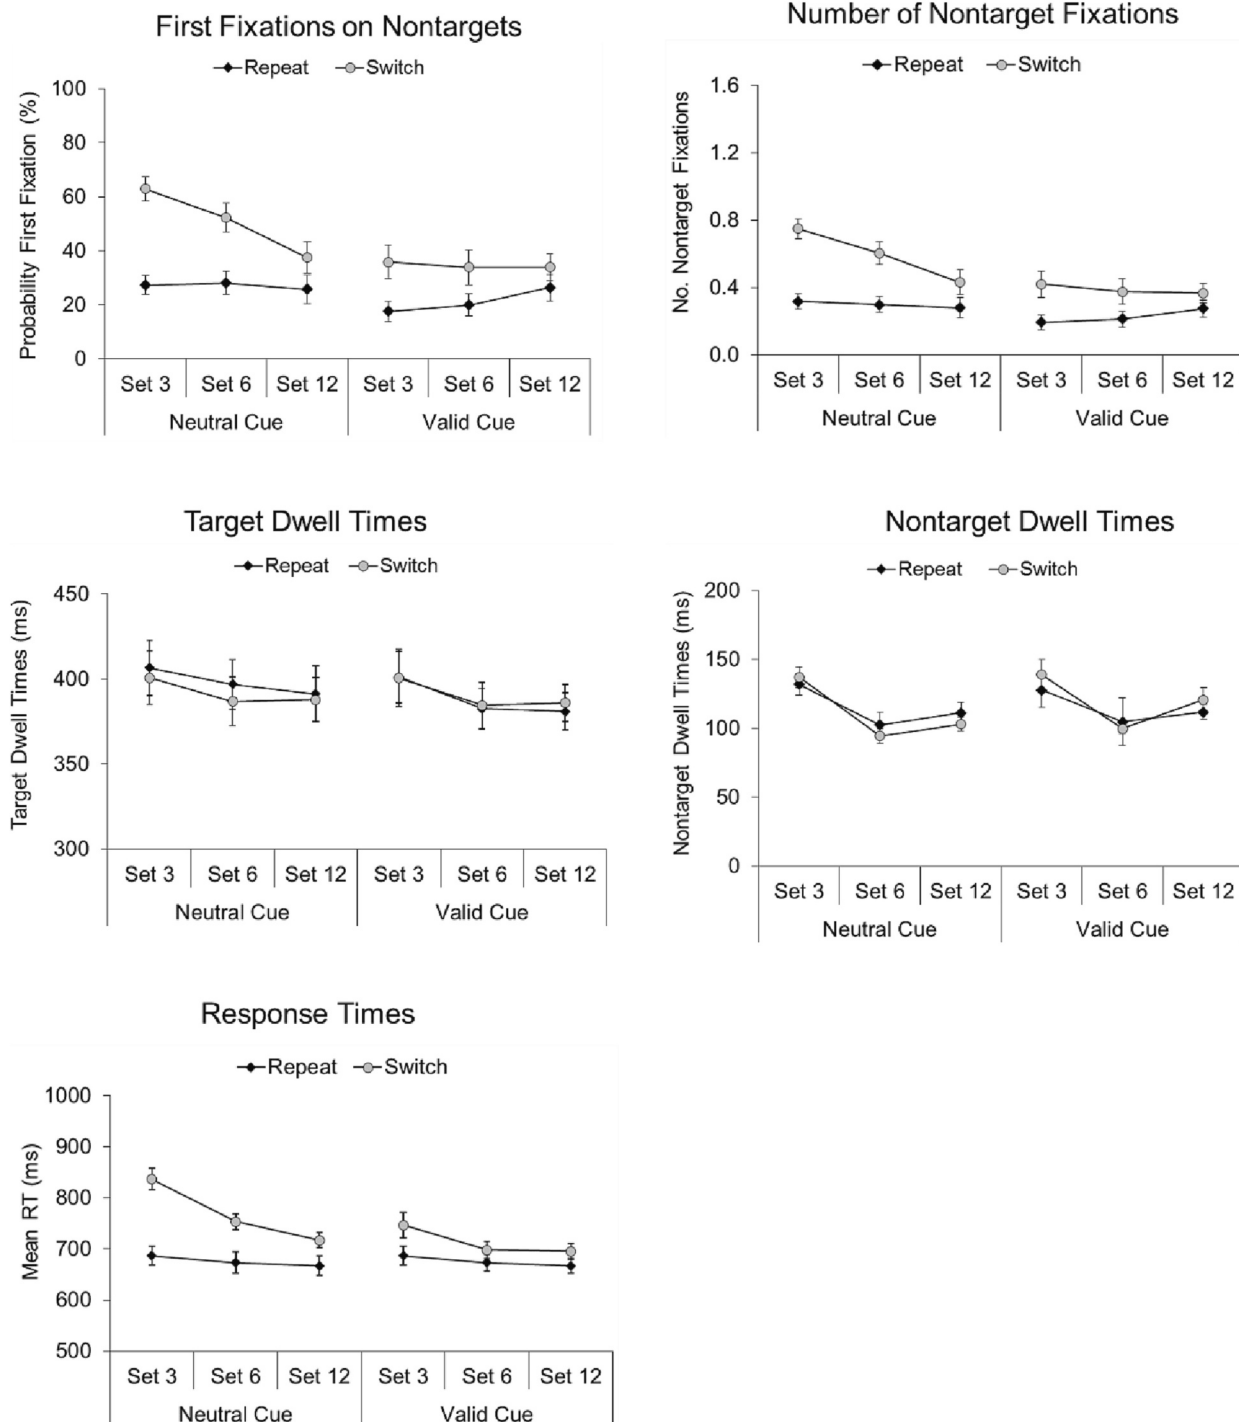 First Fixations on Nontargets
Repeat Switch
Probability First Fixation (%)
100
80
60
40
20
0
Set 3 Set 6 Set 12 Set 3 Set 6 Set 12
Neutral Cue Valid Cue
Number of Nontarget Fixations
Repeat Switch
No. Nontarget Fixations
1.6
1.2
0.8
0.4
0.0
Set 3 Set 6 Set 12 Set 3 Set 6 Set 12
Neutral Cue Valid Cue
Target Dwell Times
Repeat Switch
Target Dwell Times (ms)
450
400
350
300
Set 3 Set 6 Set 12 Set 3 Set 6 Set 12
Neutral Cue Valid Cue
Nontarget Dwell Times
Repeat Switch
Nontarget Dwell Times (ms)
200
150
100
50
0
Set 3 Set 6 Set 12 Set 3 Set 6 Set 12
Neutral Cue Valid Cue
Response Times
Repeat Switch
Mean RT (ms)
1000
900
800
700
600
500
Set 3 Set 6 Set 12 Set 3 Set 6 Set 12
Neutral Cue Valid Cue